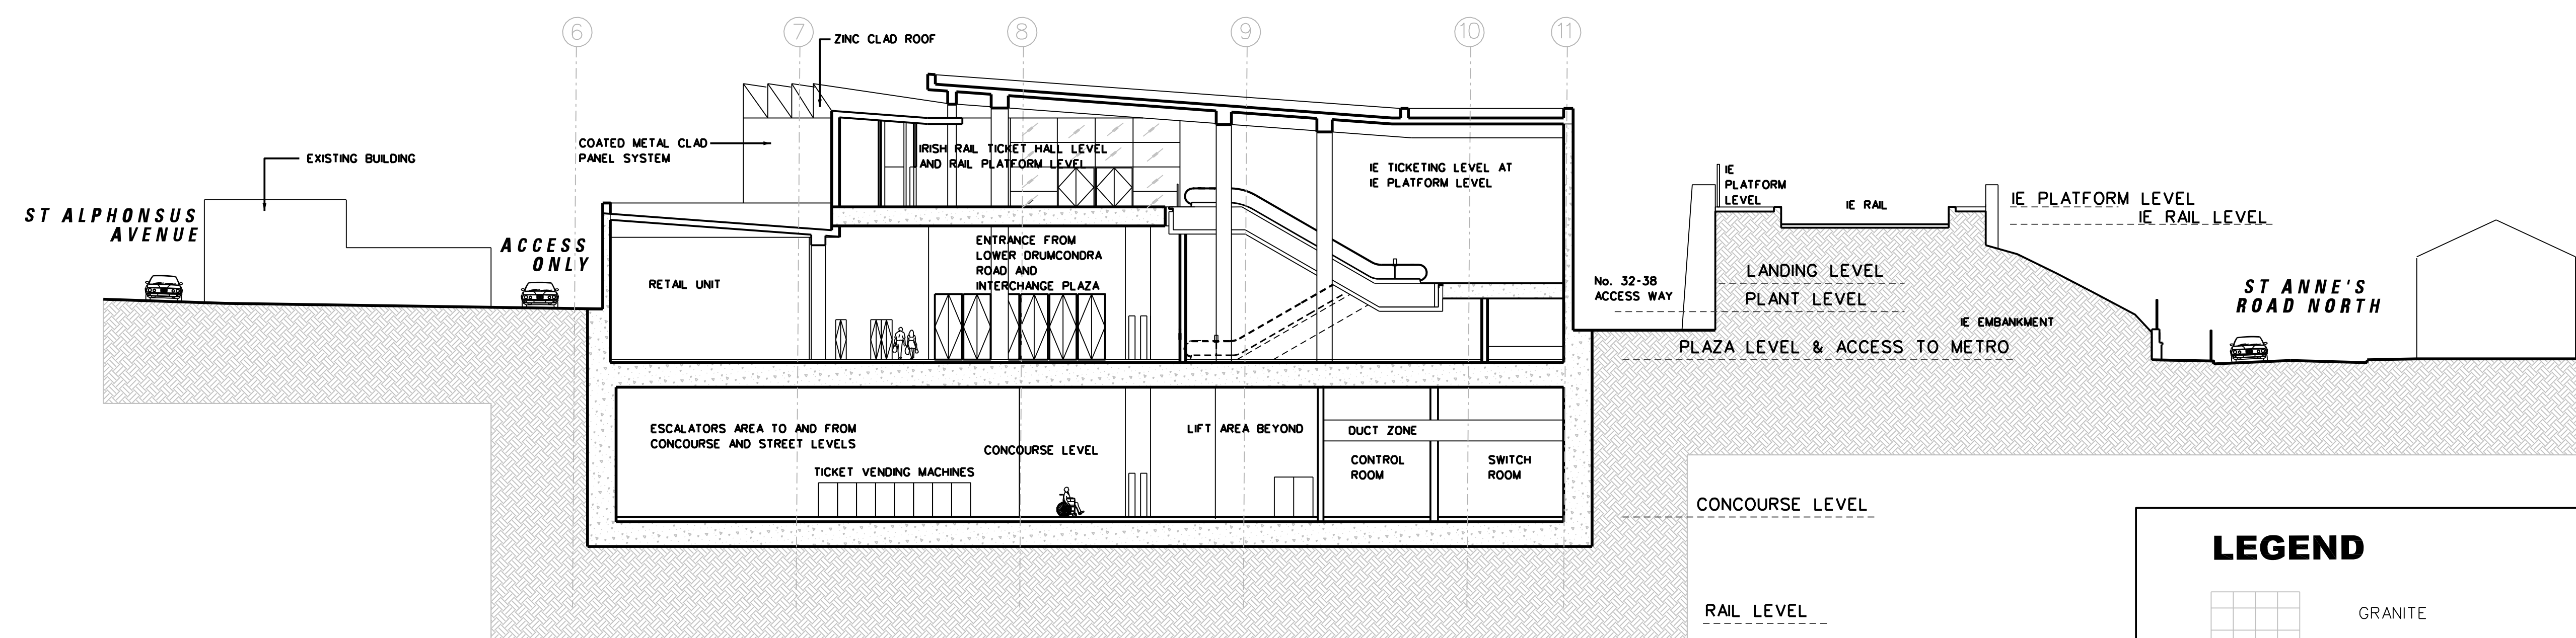 6 7 8 9 10 11
ZINC CLAD ROOF
COATED METAL CLAD
PANEL SYSTEM
EXISTING BUILDING
ST ALPHONSUS
AVENUE
ACCESS
ONLY
IRISH RAIL TICKET HALL LEVEL
AND RAIL PLATFORM LEVEL
IE TICKETING LEVEL AT
IE PLATFORM LEVEL
RETAIL UNIT
ENTRANCE FROM
LOWER DRUMCONDRA
ROAD AND
INTERCHANGE PLAZA
ESCALATORS AREA TO AND FROM
CONCOURSE AND STREET LEVELS
TICKET VENDING MACHINES
CONCOURSE LEVEL
LIFT AREA BEYOND
DUCT ZONE
CONTROL
ROOM
SWITCH
ROOM
No. 32-38
ACCESS WAY
IE
PLATFORM
LEVEL
IE RAIL
IE PLATFORM LEVEL
IE RAIL LEVEL
LANDING LEVEL
PLANT LEVEL
IE EMBANKMENT
PLAZA LEVEL & ACCESS TO METRO
ST ANNE'S
ROAD NORTH
CONCOURSE LEVEL
RAIL LEVEL
LEGEND
GRANITE